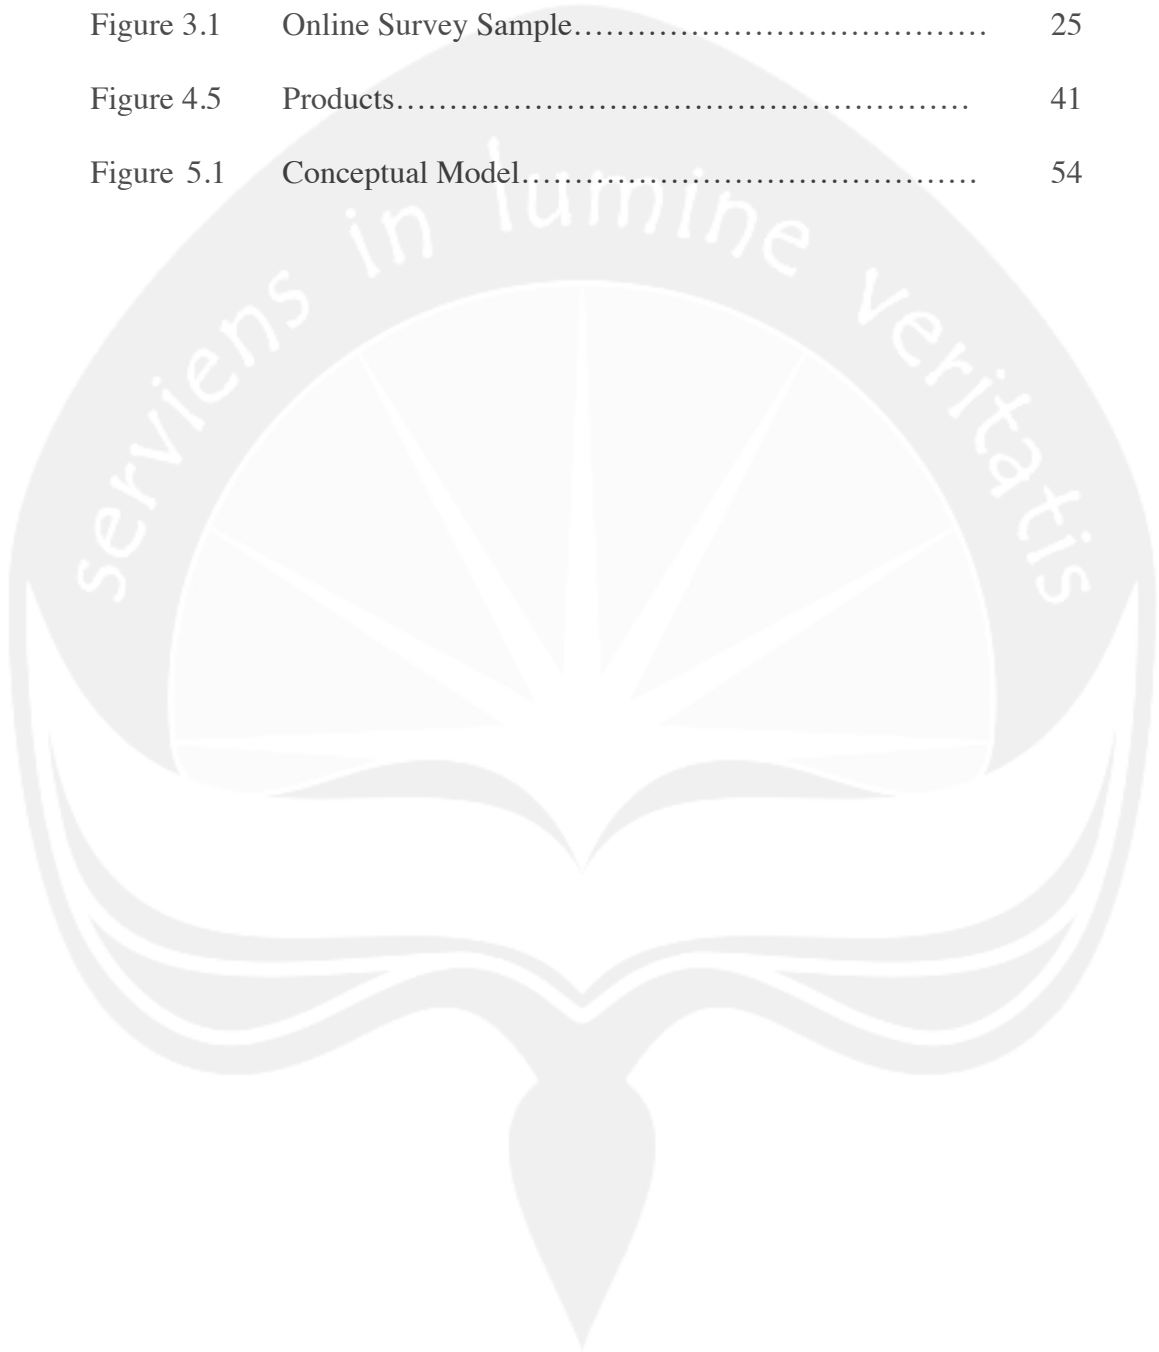 Figure 3.1 Online Survey Sample.......................................... 25
Figure 4.5 Products........................................................ 41
Figure 5.1 Conceptual Model.............................................. 54
serviens in lumine veritatis